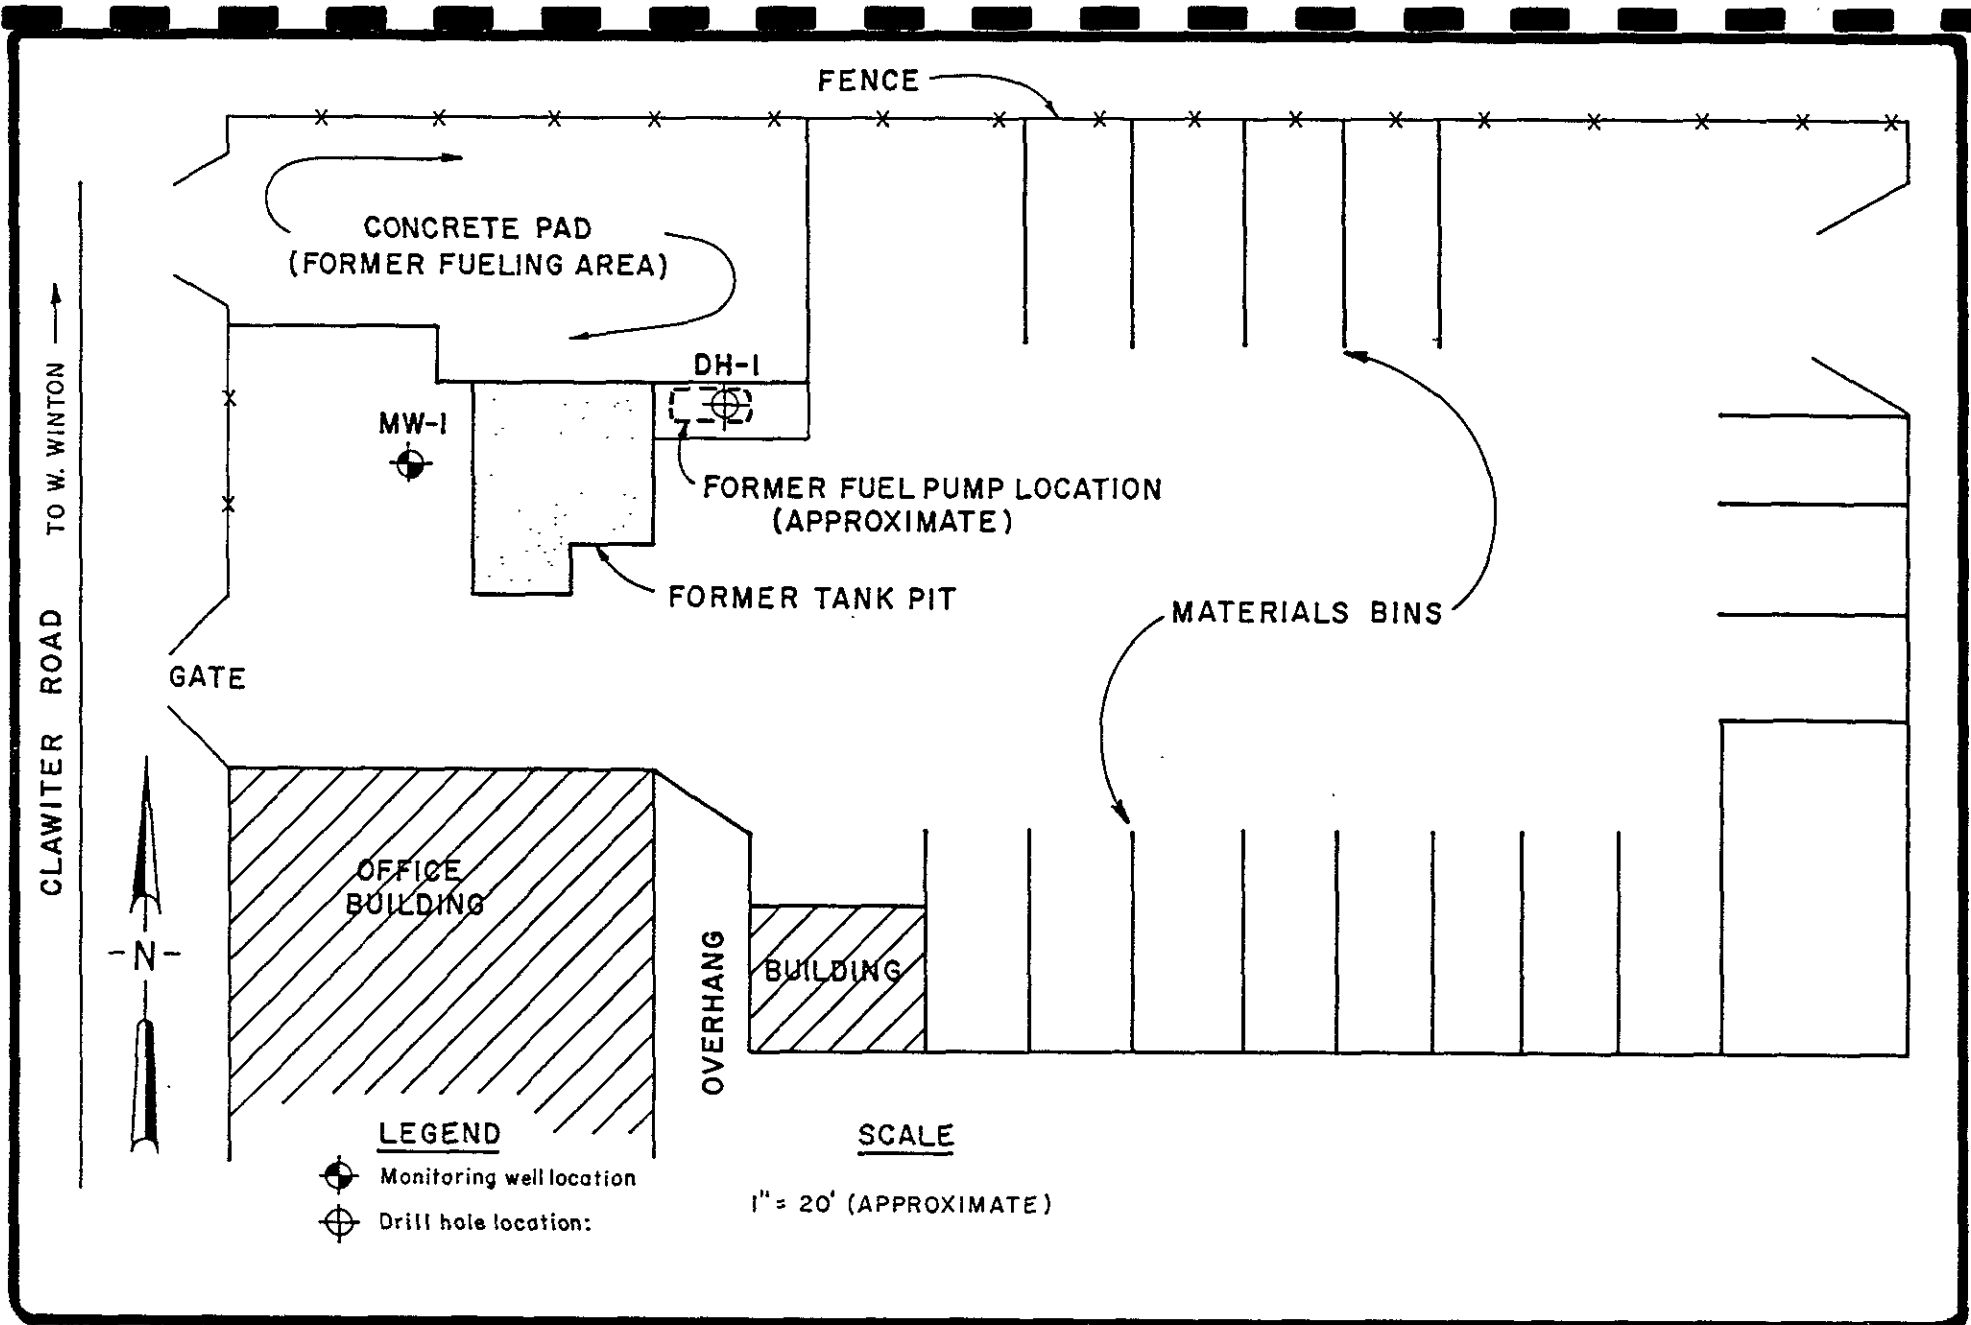 FENCE
CONCRETE PAD
(FORMER FUELING AREA)
TO W. WINTON
CLAWITER ROAD
DH-1
MW-1
FORMER FUEL PUMP LOCATION
(APPROXIMATE)
FORMER TANK PIT
MATERIALS BINS
GATE
OFFICE
BUILDING
-N-
OVERHANG
BUILDING
LEGEND
Monitoring well location
Drill hole location:
SCALE
1" = 20' (APPROXIMATE)